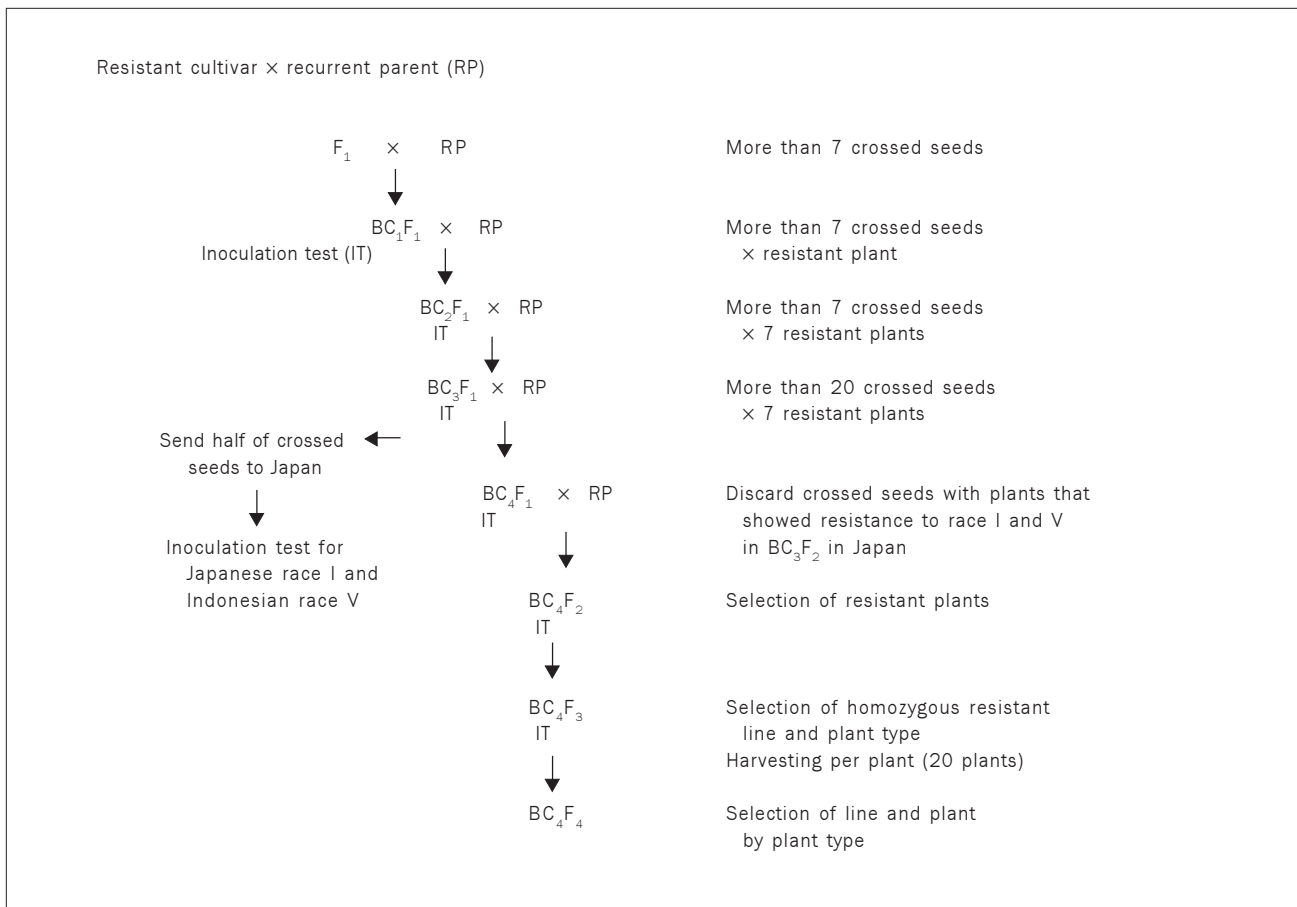 Resistant cultivar × recurrent parent (RP)
F₁ × RP
More than 7 crossed seeds
BC₁F₁ × RP
Inoculation test (IT)
More than 7 crossed seeds
× resistant plant
BC₂F₁ × RP
IT
More than 7 crossed seeds
× 7 resistant plants
BC₃F₁ × RP
IT
More than 20 crossed seeds
× 7 resistant plants
Send half of crossed
seeds to Japan
Inoculation test for
Japanese race I and
Indonesian race V
BC₄F₁ × RP
IT
Discard crossed seeds with plants that
showed resistance to race I and V
in BC₃F₂ in Japan
BC₄F₂
IT
Selection of resistant plants
BC₄F₃
IT
Selection of homozygous resistant
line and plant type
Harvesting per plant (20 plants)
BC₄F₄
Selection of line and plant
by plant type